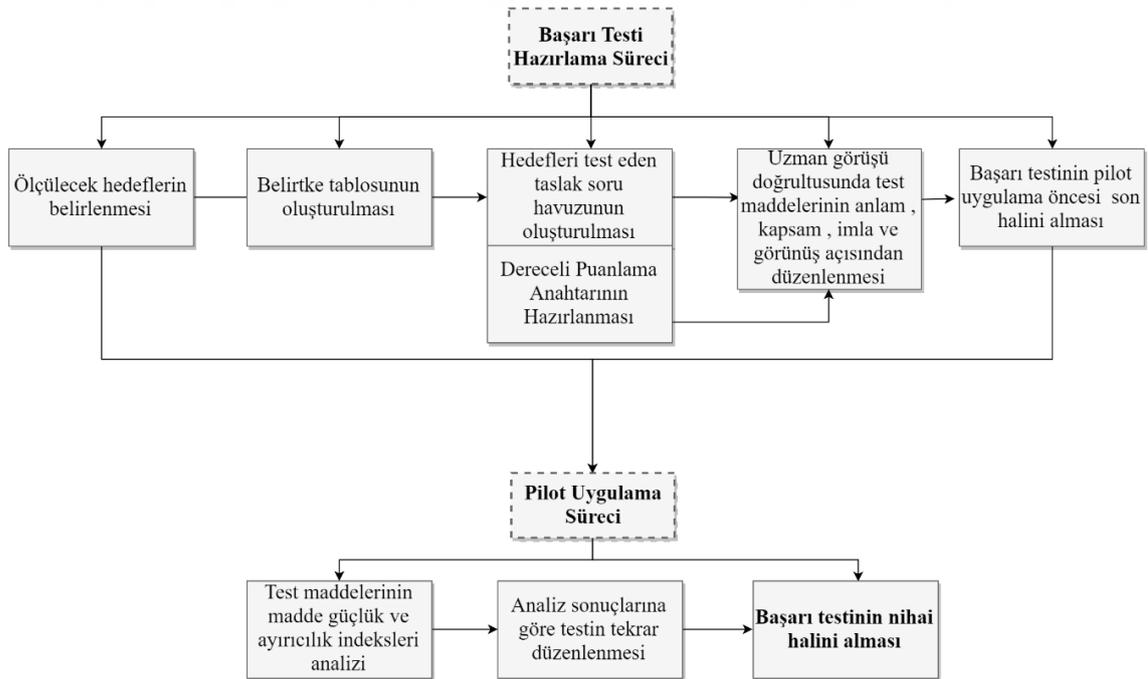 Başarı Testi
Hazırlama Süreci
Ölçülecek hedeflerin
belirlenmesi
Belirtke tablosunun
oluşturulması
Hedefleri test eden
taslak soru
havuzunun
oluşturulması
Dereceli Puanlama
Anahtarının
Hazırlanması
Uzman görüşü
doğrultusunda test
maddelerinin anlam ,
kapsam , imla ve
görünüş açısından
düzenlenmesi
Başarı testinin pilot
uygulama öncesi son
halini alması
Pilot Uygulama
Süreci
Test maddelerinin
madde güçlük ve
ayırıcılık indeksleri
analizi
Analiz sonuçlarına
göre testin tekrar
düzenlenmesi
Başarı testinin nihai
halini alması